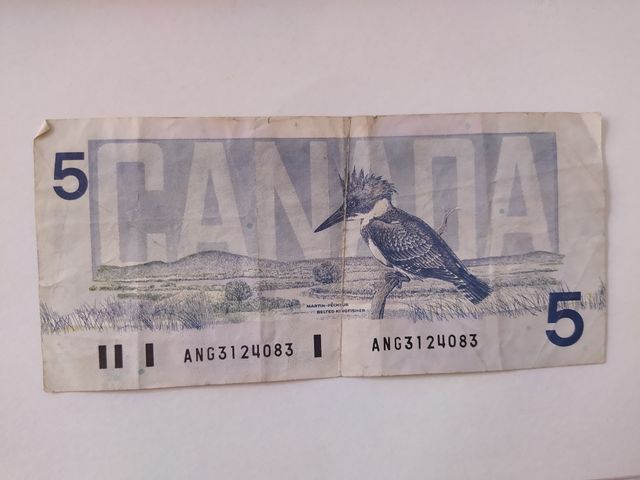 5
CANADA
MARTIN-PÊCHEUR
BELTED KINGFISHER
5
ANG3124083 ANG3124083